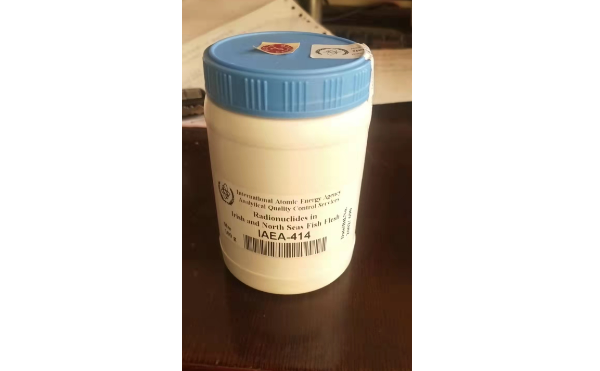 International Atomic Energy Agency
Analytical Quality Control Services
Radionuclides in
Irish and North Seas Fish Flesh
IAEA-414